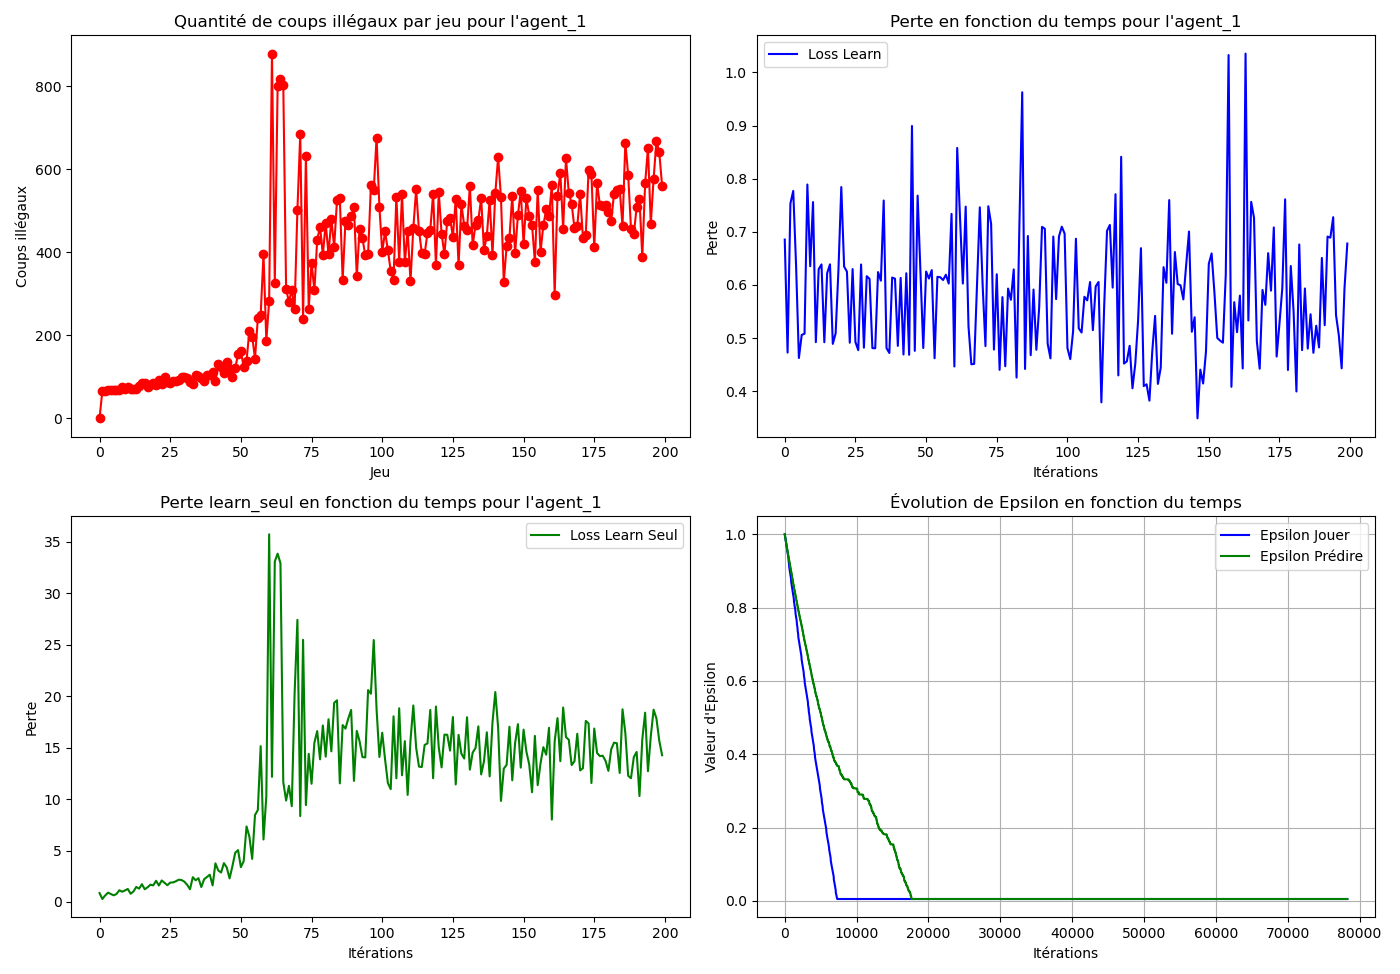 Quantité de coups illégaux par jeu pour l'agent_1
800
600
400
200
0
Coups illégaux
0 25 50 75 100 125 150 175 200
Jeu
Perte en fonction du temps pour l'agent_1
Loss Learn
1.0
0.9
0.8
0.7
0.6
0.5
0.4
Perte
0 25 50 75 100 125 150 175 200
Itérations
Perte learn_seul en fonction du temps pour l'agent_1
Loss Learn Seul
35
30
25
20
15
10
5
0
Perte
0 25 50 75 100 125 150 175 200
Itérations
Évolution de Epsilon en fonction du temps
Epsilon Jouer
Epsilon Prédire
1.0
0.8
0.6
0.4
0.2
0.0
Valeur d'Epsilon
0 10000 20000 30000 40000 50000 60000 70000 80000
Itérations